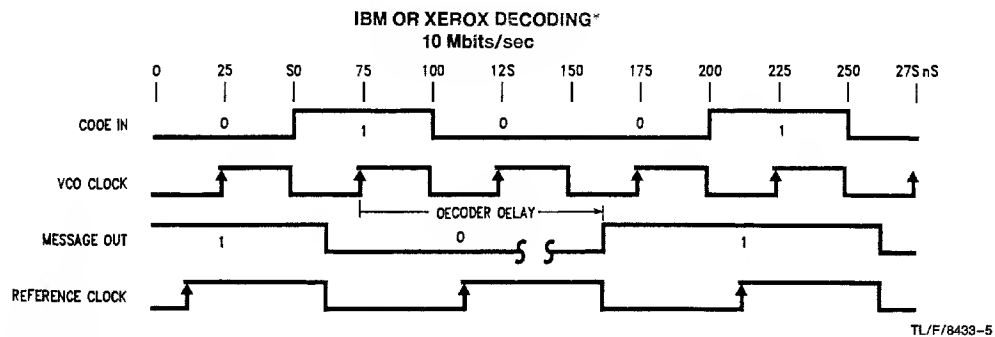 IBM OR XEROX DECODING*
10 Mbits/sec
0 25 50 75 100 125 150 175 200 225 250 275 nS
CODE IN 0 1 0 0 1
VCO CLOCK
DECODER DELAY
MESSAGE OUT 1 0 1
REFERENCE CLOCK
TL/F/8433–5